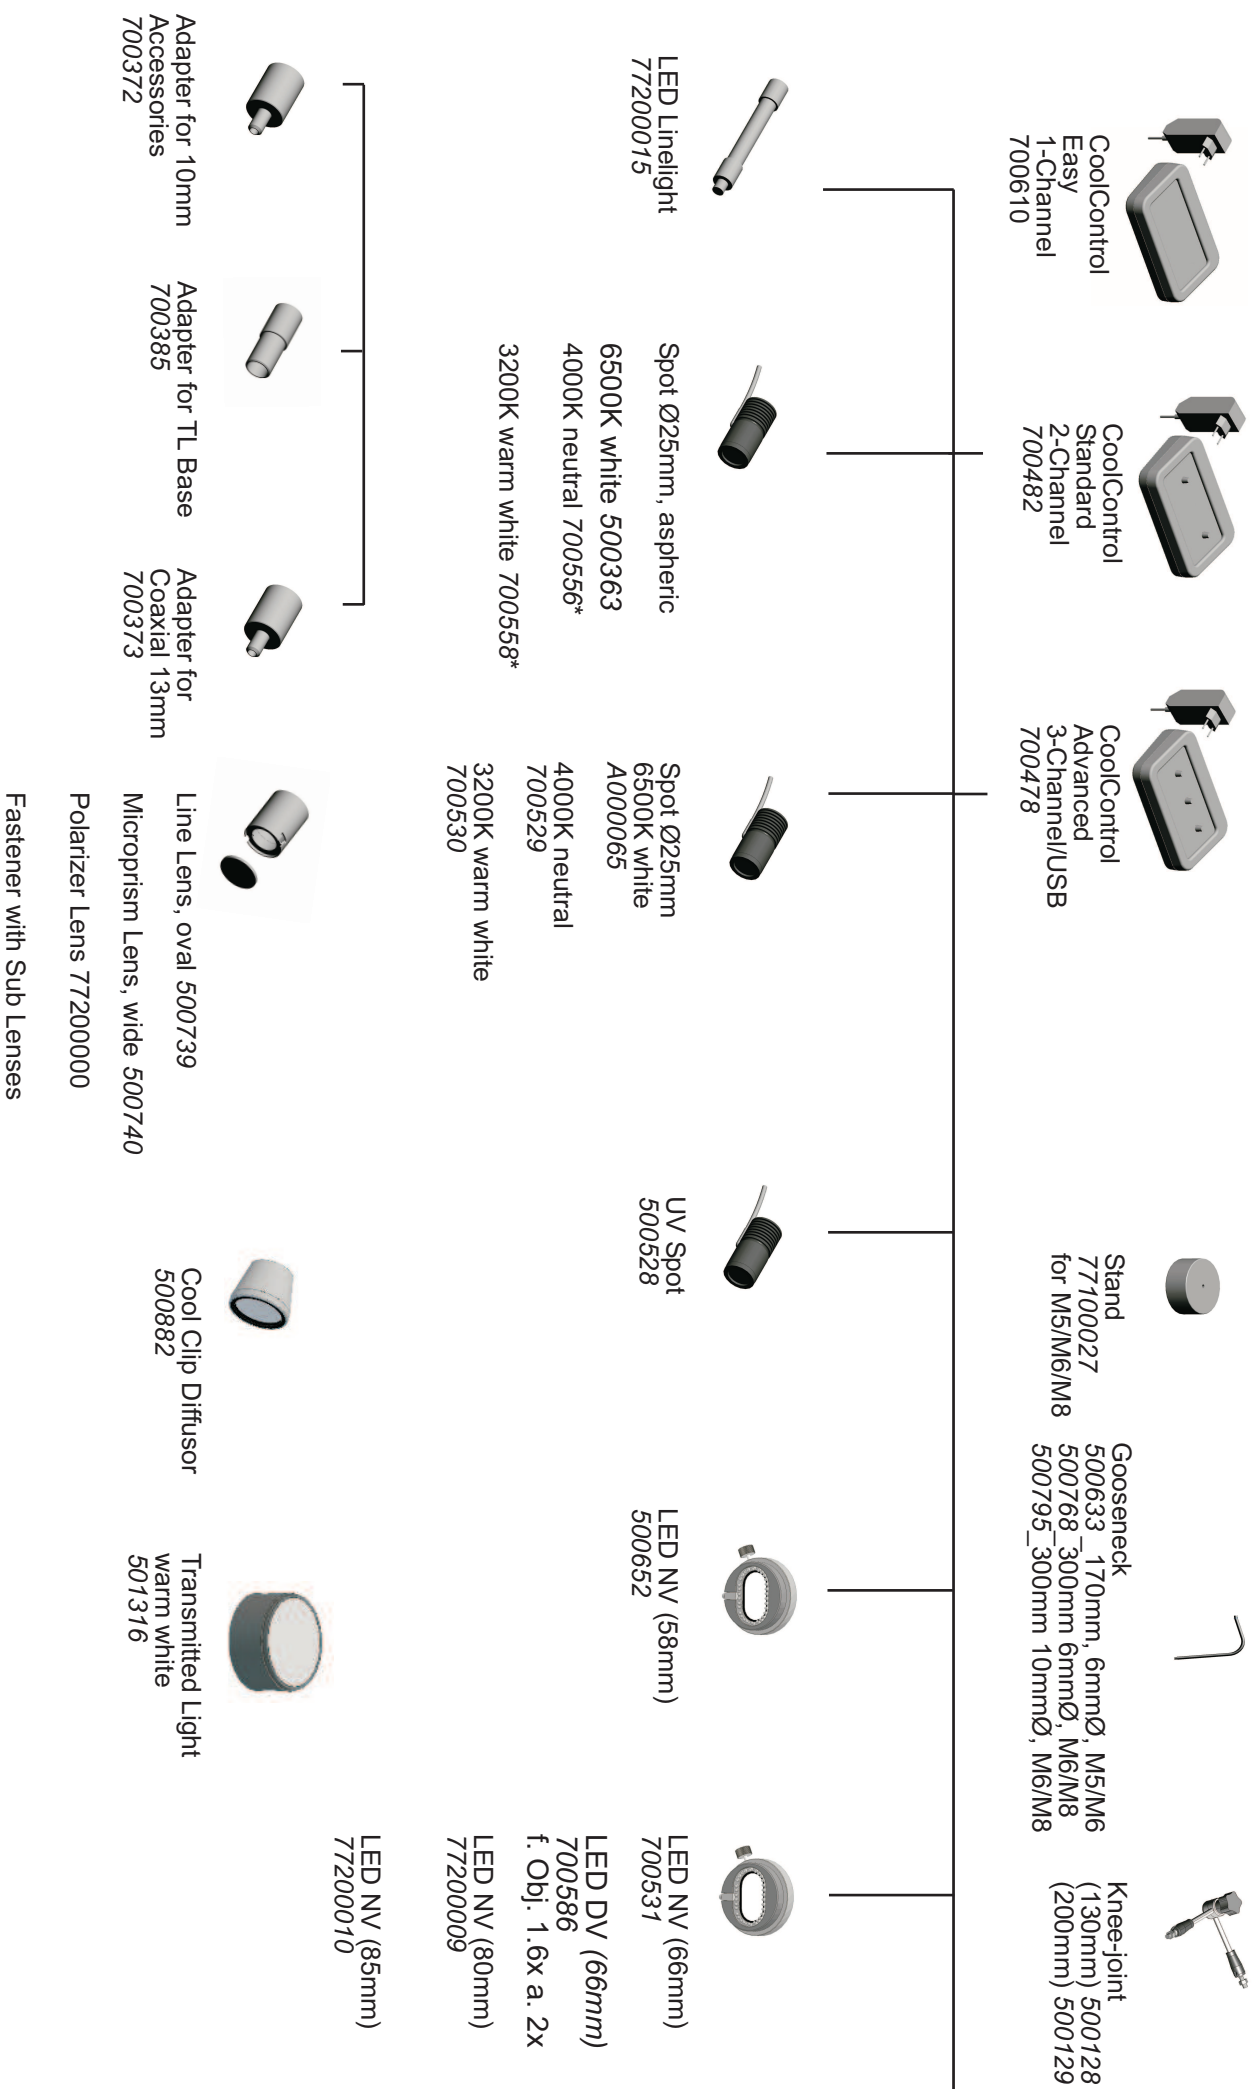 CoolControl
Easy
1-Channel
700610
CoolControl
Standard
2-Channel
700482
CoolControl
Advanced
3-Channel/USB
700478
Stand
77100027
for M5/M6/M8
Gooseneck
500633_170mm, 6mmØ, M5/M6
500768_300mm 6mmØ, M6/M8
500795_300mm 10mmØ, M6/M8
Knee-joint
(130mm) 500128
(200mm) 500129
LED Linelight
77200015
Spot Ø25mm, aspheric
6500K white 500363
4000K neutral 700556*
3200K warm white 700558*
Spot Ø25mm
6500K white
A000065
4000K neutral
700529
3200K warm white
700530
UV Spot
500528
LED NV (58mm)
500652
LED NV (66mm)
700531
LED DV (66mm)
700586
f. Obj. 1.6x a. 2x
LED NV (80mm)
77200009
LED NV (85mm)
77200010
Adapter for 10mm
Accessories
700372
Adapter for TL Base
700385
Adapter for
Coaxial 13mm
700373
Line Lens, oval 500739
Microprism Lens, wide 500740
Polarizer Lens 77200000
Fastener with Sub Lenses
Cool Clip Diffusor
500882
Transmitted Light
warm white
501316